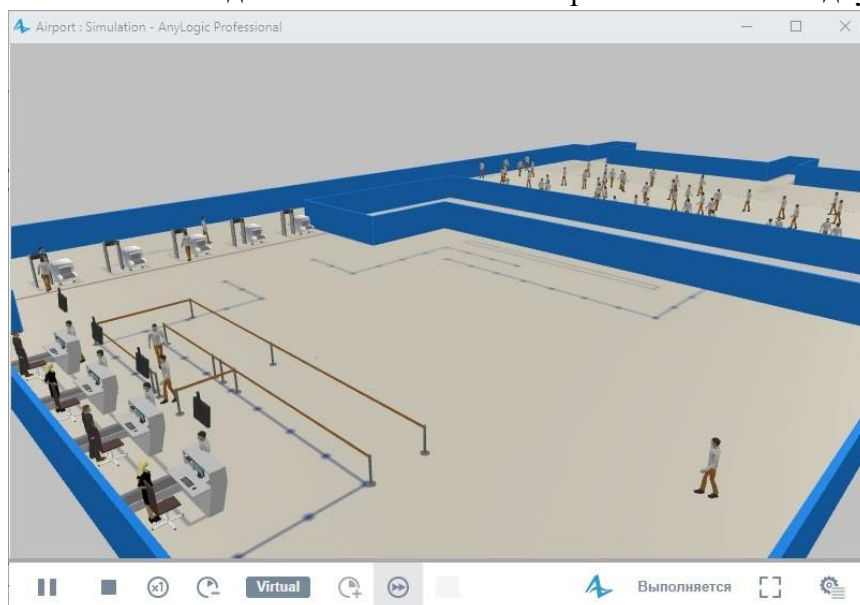 Airport : Simulation - AnyLogic Professional
x1
Virtual
Выполняется